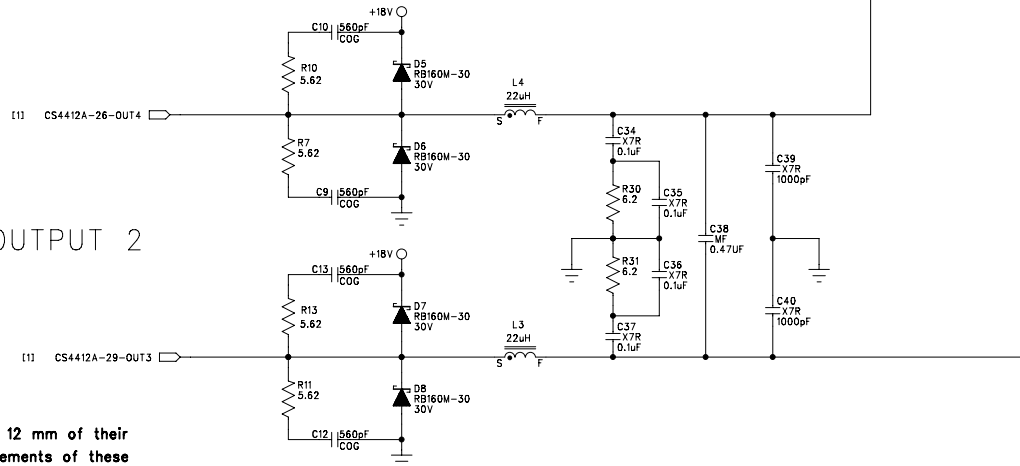 +18V
C10 560pF
COG
R10
5.62
D5
RB160M-30
30V
L4
22uH
S F
[1] CS4412A-26-OUT4
R7
5.62
D6
RB160M-30
30V
C9 560pF
COG
C34
X7R
0.1uF
C39
X7R
1000pF
R30
6.2
C35
X7R
0.1uF
C38
MF
0.47UF
OUTPUT 2
+18V
C13 560pF
COG
R31
6.2
C36
X7R
0.1uF
R13
5.62
D7
RB160M-30
30V
L3
22uH
S F
C37
X7R
0.1uF
C40
X7R
1000pF
[1] CS4412A-29-OUT3
R11
5.62
D8
RB160M-30
30V
C12 560pF
COG
12 mm of their
ements of these